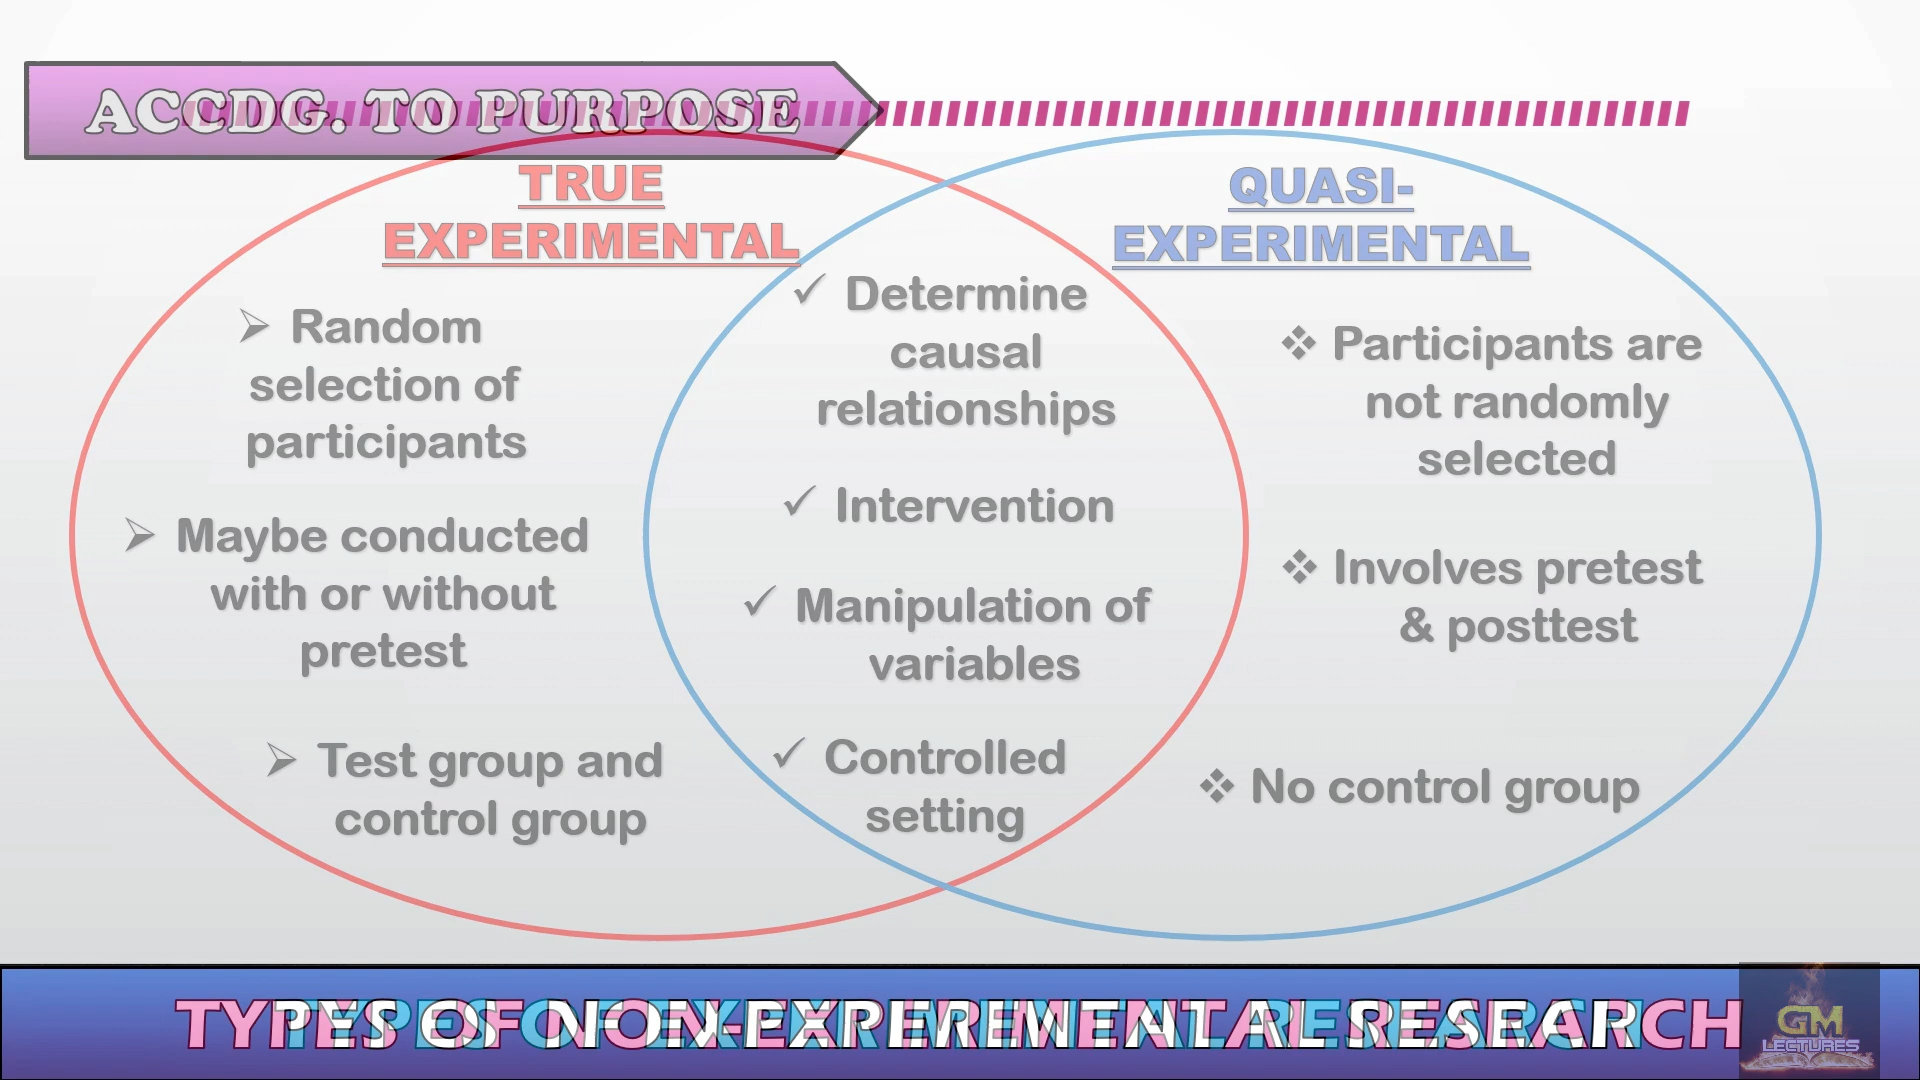 ACCDG. TO PURPOSE
TRUE
EXPERIMENTAL
➢ Random
selection of
participants
➢ Maybe conducted
with or without
pretest
➢ Test group and
control group
✓ Determine
causal
relationships
✓ Intervention
✓ Manipulation of
variables
✓ Controlled
setting
QUASI-
EXPERIMENTAL
❖ Participants are
not randomly
selected
❖ Involves pretest
& posttest
❖ No control group
GM
LECTURES